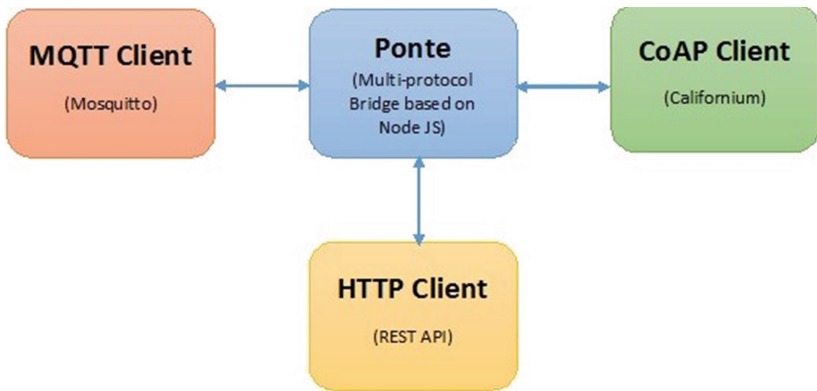 MQTT Client
(Mosquitto)
Ponte
(Multi-protocol
Bridge based on
Node JS)
CoAP Client
(Californium)
HTTP Client
(REST API)